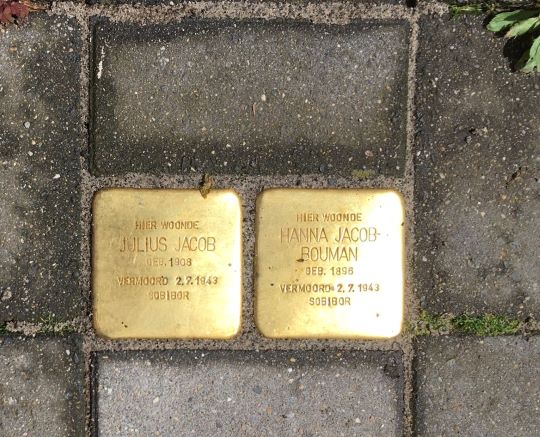 HIER WOONDE
JULIUS JACOB
GEB. 1908
VERMOORD 2.7.1943
SOBIBOR
HIER WOONDE
HANNA JACOB-
BOUMAN
GEB. 1896
VERMOORD 2.7.1943
SOBIBOR